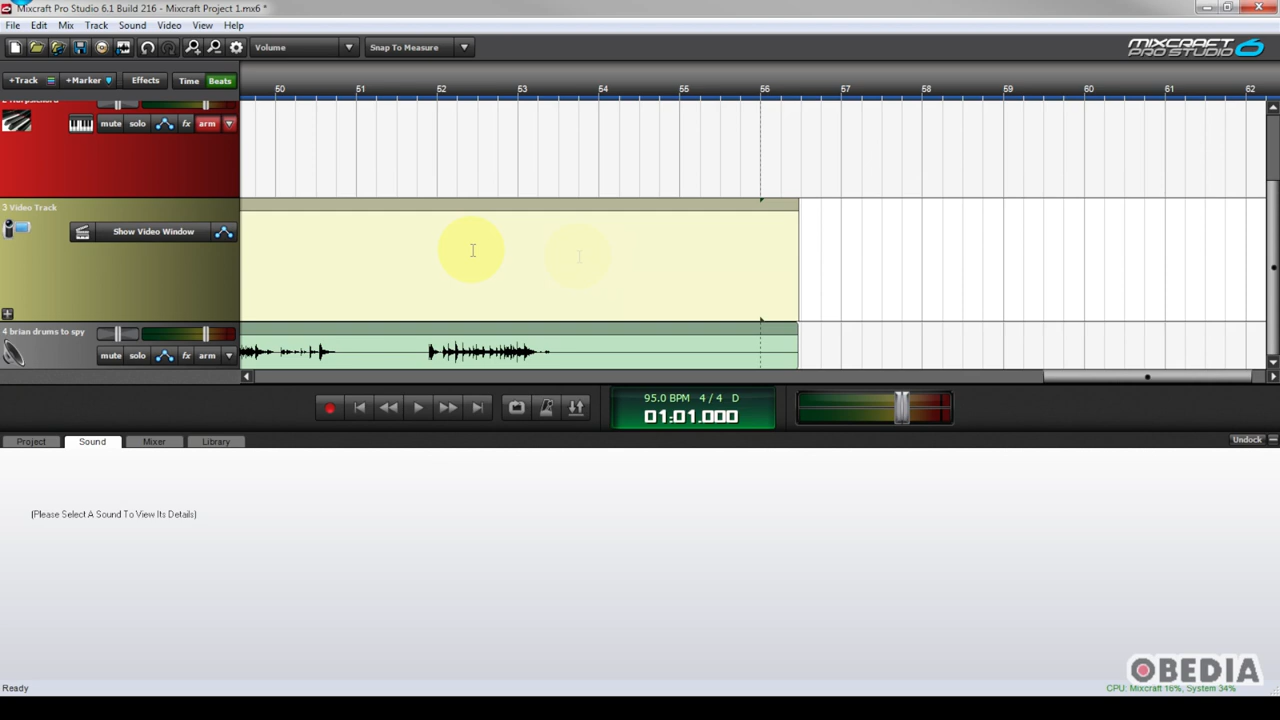 Mixcraft Pro Studio 6.1 Build 216 - Mixcraft Project 1.mx6 *
File Edit Mix Track Sound Video View Help
Volume Snap To Measure MIXCRAFT PRO STUDIO 6
+Track +Marker Effects Time Beats
50 51 52 53 54 55 56 57 58 59 60 61 62
2 Harpsichord
mute solo fx arm
3 Video Track
Show Video Window
4 brian drums to spy
mute solo fx arm
95.0 BPM 4 / 4 D
01:01.000
Project Sound Mixer Library Undock
(Please Select A Sound To View Its Details)
OBEDIA
Ready CPU: Mixcraft 16%, System 34%